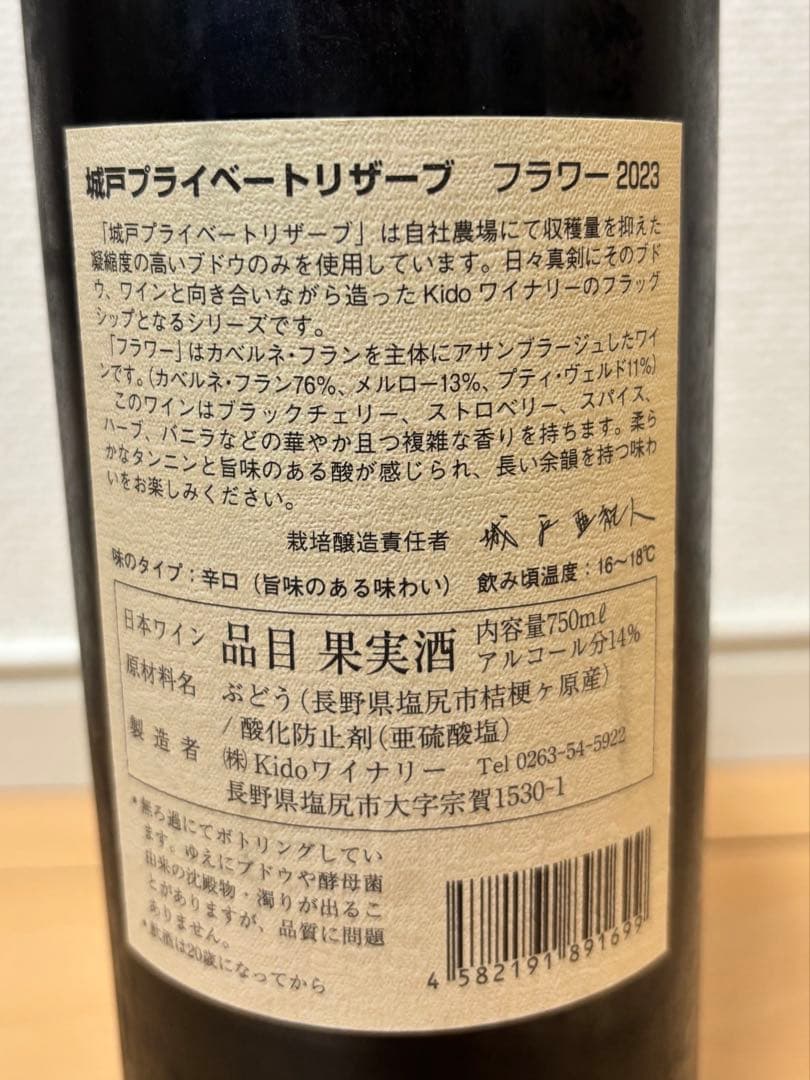 城戸プライベートリザーブ　フラワー 2023
「城戸プライベートリザーブ」は自社農場にて収穫量を抑えた
凝縮度の高いブドウのみを使用しています。日々真剣にそのブド
ウ、ワインと向き合いながら造ったKidoワイナリーのフラッグ
シップとなるシリーズです。
「フラワー」はカベルネ・フランを主体にアサンブラージュしたワイ
ンです。(カベルネ・フラン76%、メルロー13%、プティ・ヴェルド11%)
このワインはブラックチェリー、ストロベリー、スパイス、
ハーブ、バニラなどの華やか且つ複雑な香りを持ちます。柔ら
かなタンニンと旨味のある酸が感じられ、長い余韻を持つ味わ
いをお楽しみください。
栽培醸造責任者　城戸亜紀人
味のタイプ：辛口（旨味のある味わい）　飲み頃温度：16～18℃
日本ワイン　品目 果実酒　内容量750mℓ
アルコール分14%
原材料名　ぶどう（長野県塩尻市桔梗ヶ原産）
/ 酸化防止剤（亜硫酸塩）
製造者　㈱Kidoワイナリー　Tel 0263-54-5922
長野県塩尻市大字宗賀1530-1
*無ろ過にてボトリングしてい
ます。ゆえにブドウや酵母菌
由来の沈殿物・濁りが出るこ
とがありますが、品質に問題
ありません。
*飲酒は20歳になってから
4 582191 891699